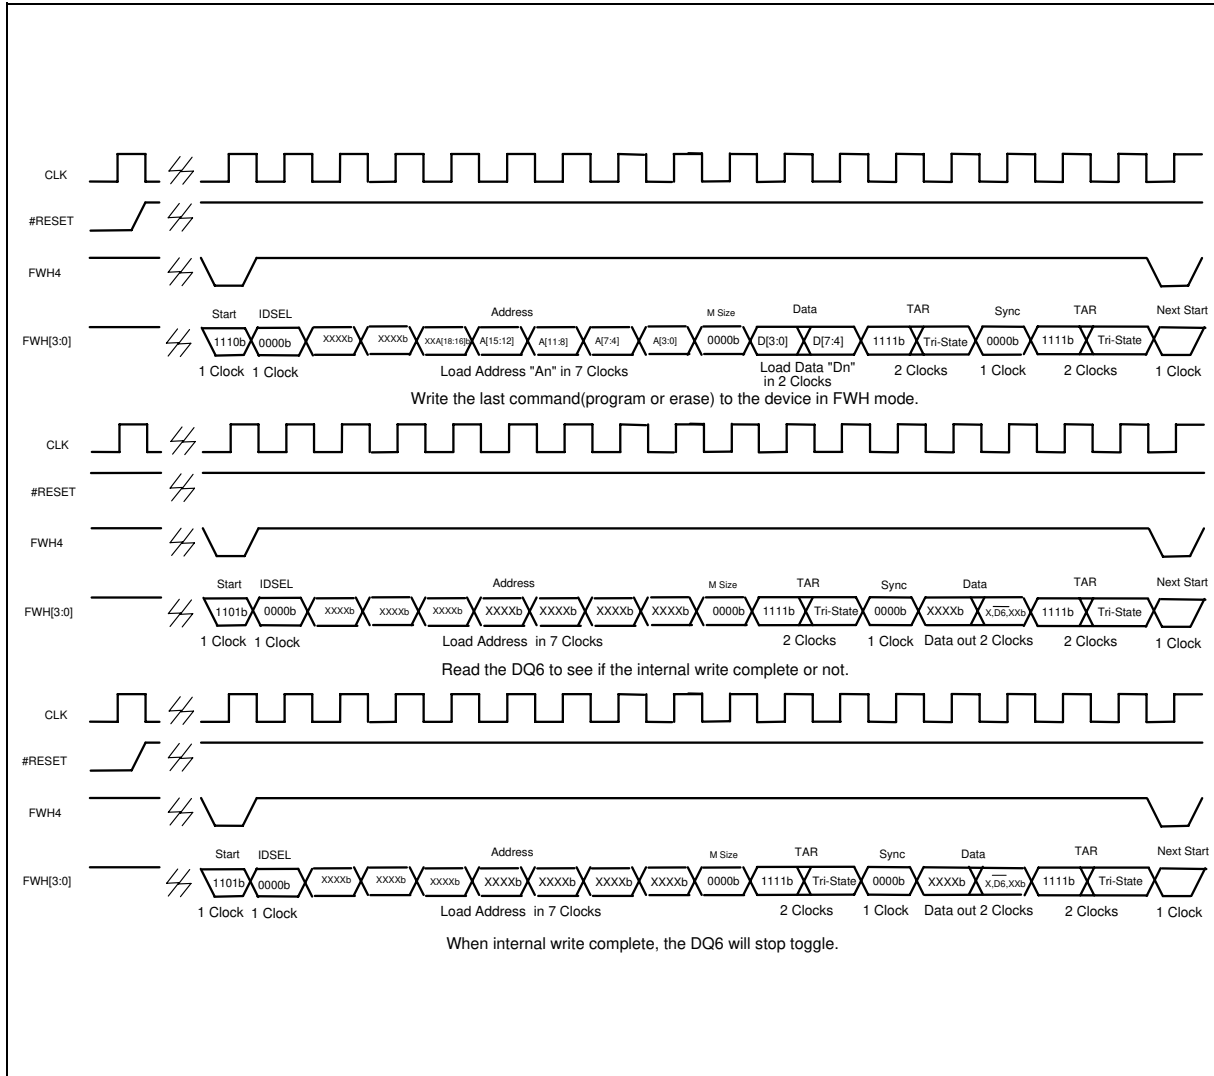 CLK
#RESET
FWH4
Start IDSEL Address M Size Data TAR Sync TAR Next Start
FWH[3:0] 1110b 0000b XXXXb XXXXb XXA[18:16]b A[15:12] A[11:8] A[7:4] A[3:0] 0000b D[3:0] D[7:4] 1111b Tri-State 0000b 1111b Tri-State
1 Clock 1 Clock Load Address "An" in 7 Clocks Load Data "Dn" in 2 Clocks 2 Clocks 1 Clock 2 Clocks 1 Clock
Write the last command(program or erase) to the device in FWH mode.
CLK
#RESET
FWH4
Start IDSEL Address M Size TAR Sync Data TAR Next Start
FWH[3:0] 1101b 0000b XXXXb XXXXb XXXXb XXXXb XXXXb XXXXb XXXXb 0000b 1111b Tri-State 0000b XXXXb X,D6,XXb 1111b Tri-State
1 Clock 1 Clock Load Address in 7 Clocks 2 Clocks 1 Clock Data out 2 Clocks 2 Clocks 1 Clock
Read the DQ6 to see if the internal write complete or not.
CLK
#RESET
FWH4
Start IDSEL Address M Size TAR Sync Data TAR Next Start
FWH[3:0] 1101b 0000b XXXXb XXXXb XXXXb XXXXb XXXXb XXXXb XXXXb 0000b 1111b Tri-State 0000b XXXXb X,D6,XXb 1111b Tri-State
1 Clock 1 Clock Load Address in 7 Clocks 2 Clocks 1 Clock Data out 2 Clocks 2 Clocks 1 Clock
When internal write complete, the DQ6 will stop toggle.